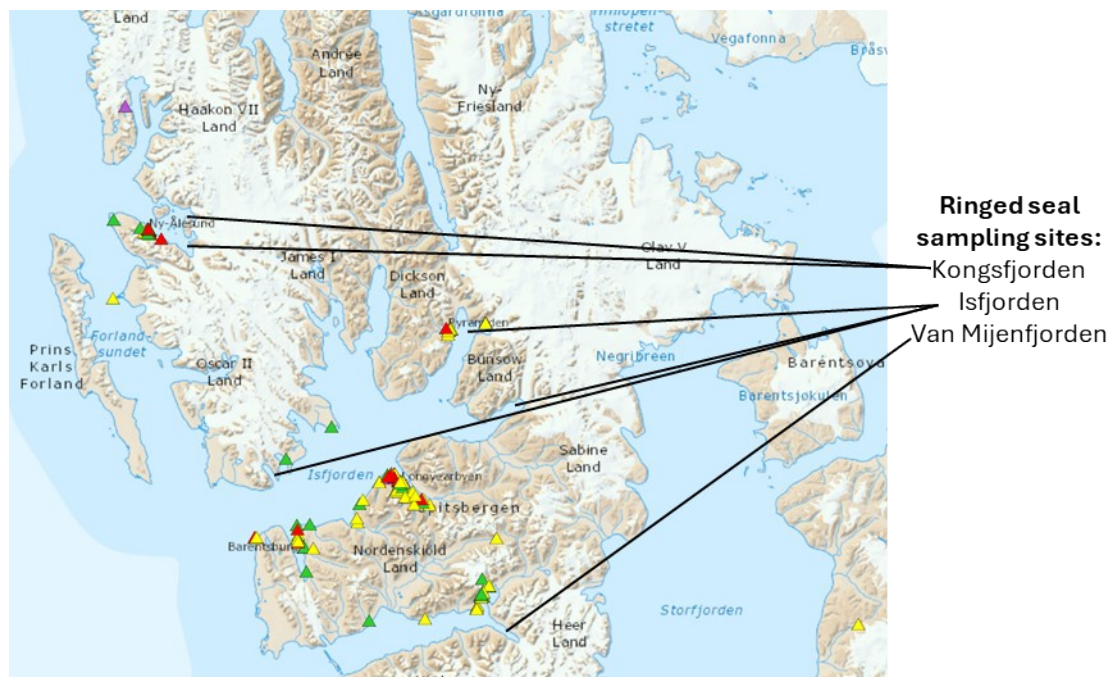 Land
Asgardfonna
stretet
Vegafonna
Andrée
Land
Ny-
Friesland
Haakon VII
Land
Ny-Ålesund
James I
Land
Olav V
Land
Dickson
Land
Pyramiden
Forland-
sundet
Prins
Karls
Forland
Oscar II
Land
Bünsow
Land
Negribreen
Barentsøya
Barentsjøkulen
Sabine
Land
Isfjorden
Longyearbyen
Spitsbergen
Barentsburg
Nordenskiöld
Land
Storfjorden
Heer
Land
Ringed seal
sampling sites:
Kongsfjorden
Isfjorden
Van Mijenfjorden